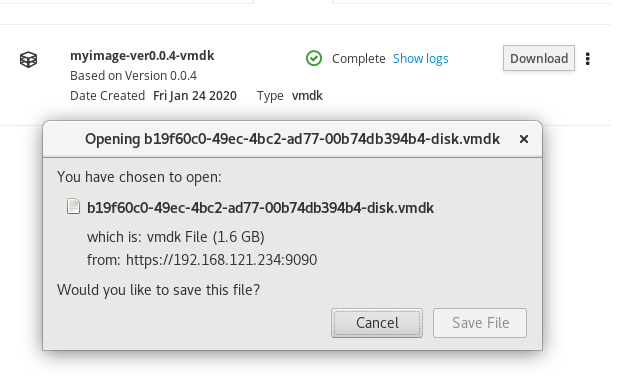 myimage-ver0.0.4-vmdk
Complete Show logs
Download
Based on Version 0.0.4
Date Created Fri Jan 24 2020 Type vmdk
Opening b19f60c0-49ec-4bc2-ad77-00b74db394b4-disk.vmdk ×
You have chosen to open:
b19f60c0-49ec-4bc2-ad77-00b74db394b4-disk.vmdk
which is: vmdk File (1.6 GB)
from: https://192.168.121.234:9090
Would you like to save this file?
Cancel Save File